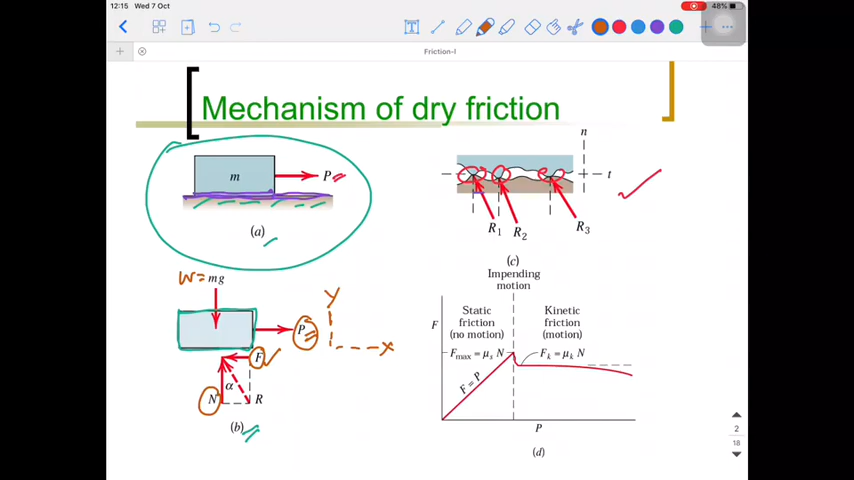 12:15 Wed 7 Oct
48%
Friction-I
Mechanism of dry friction
m
P
(a)
n
t
R1
R2
R3
(c)
W = mg
P
F
N
α
R
(b)
Y
x
Impending
motion
Static
friction
(no motion)
Kinetic
friction
(motion)
F
Fmax = μs N
Fk = μk N
F = P
P
(d)
2
18